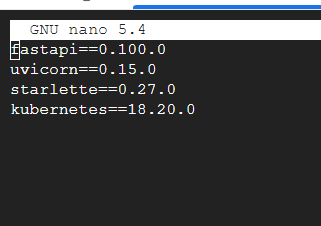 GNU nano 5.4
fastapi==0.100.0
uvicorn==0.15.0
starlette==0.27.0
kubernetes==18.20.0